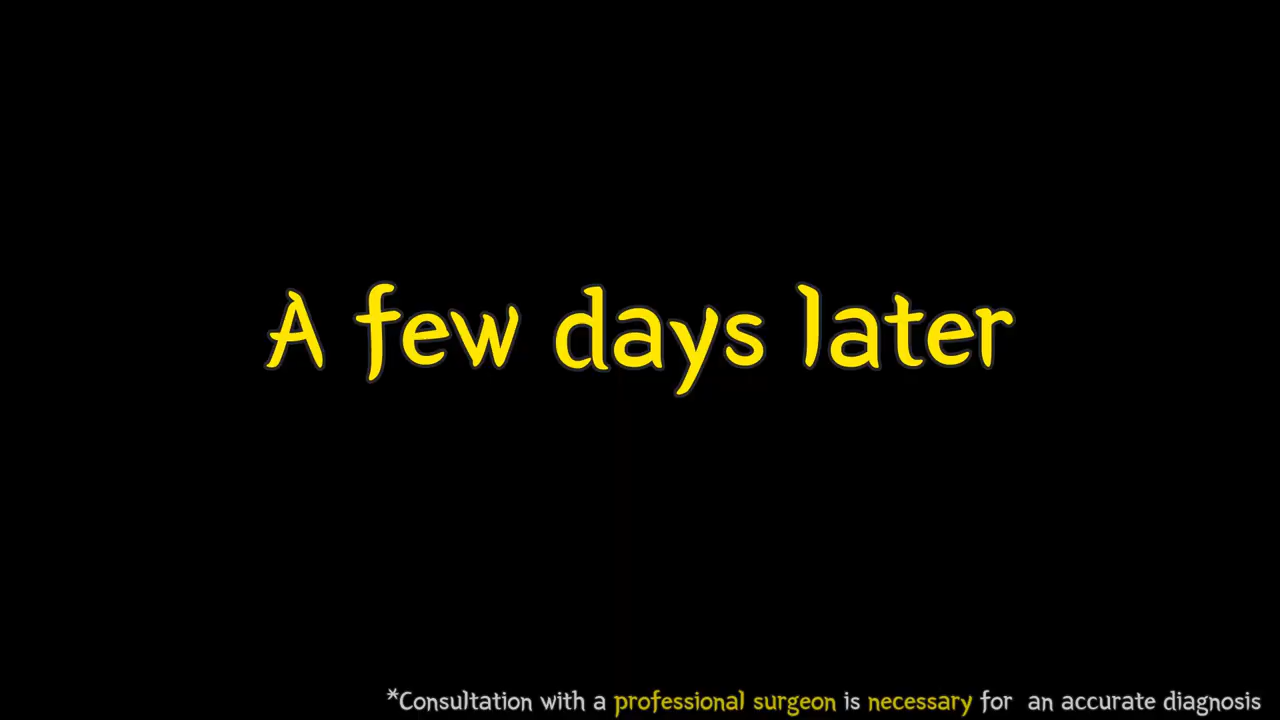 A few days later
*Consultation with a professional surgeon is necessary for  an accurate diagnosis